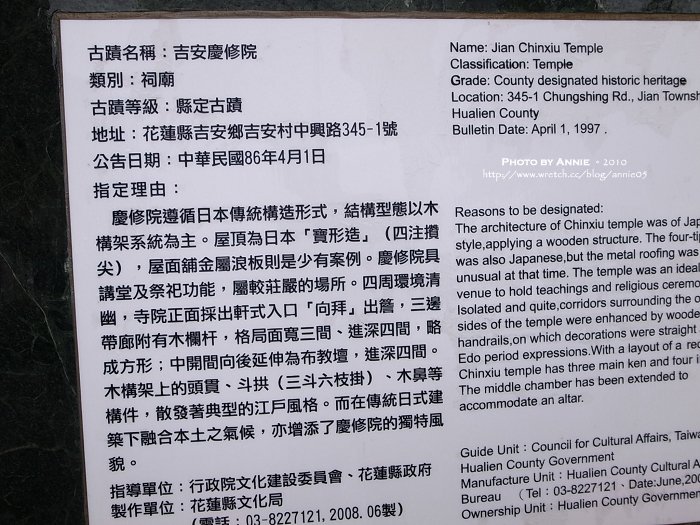 古蹟名稱：吉安慶修院
類別：祠廟
古蹟等級：縣定古蹟
地址：花蓮縣吉安鄉吉安村中興路345-1號
公告日期：中華民國86年4月1日
指定理由：
慶修院遵循日本傳統構造形式，結構型態以木
構架系統為主。屋頂為日本「寶形造」（四注攢
尖），屋面舖金屬浪板則是少有案例。慶修院具
講堂及祭祀功能，屬較莊嚴的場所。四周環境清
幽，寺院正面採出軒式入口「向拜」出簷，三邊
帶廊附有木欄杆，格局面寬三間、進深四間，略
成方形；中開間向後延伸為布教壇，進深四間。
木構架上的頭貫、斗拱（三斗六枝掛）、木鼻等
構件，散發著典型的江戶風格。而在傳統日式建
築下融合本土之氣候，亦增添了慶修院的獨特風
貌。
指導單位：行政院文化建設委員會、花蓮縣政府
製作單位：花蓮縣文化局
（電話：03-8227121, 2008.06製）
Name: Jian Chinxiu Temple
Classification: Temple
Grade: County designated historic heritage
Location: 345-1 Chungshing Rd., Jian Townsh
Hualien County
Bulletin Date: April 1, 1997 .
PHOTO BY ANNIE · 2010
http://www.wretch.cc/blog/annie05
Reasons to be designated:
The architecture of Chinxiu temple was of Jap
style,applying a wooden structure. The four-ti
was also Japanese,but the metal roofing was
unusual at that time. The temple was an ideal
venue to hold teachings and religious ceremo
Isolated and quite,corridors surrounding the o
sides of the temple were enhanced by woode
handrails,on which decorations were straight
Edo period expressions.With a layout of a rec
Chinxiu temple has three main ken and four i
The middle chamber has been extended to
accommodate an altar.
Guide Unit：Council for Cultural Affairs, Taiwa
Hualien County Government
Manufacture Unit：Hualien County Cultural A
Bureau （Tel：03-8227121、Date:June,200
Ownership Unit：Hualien County Governmen